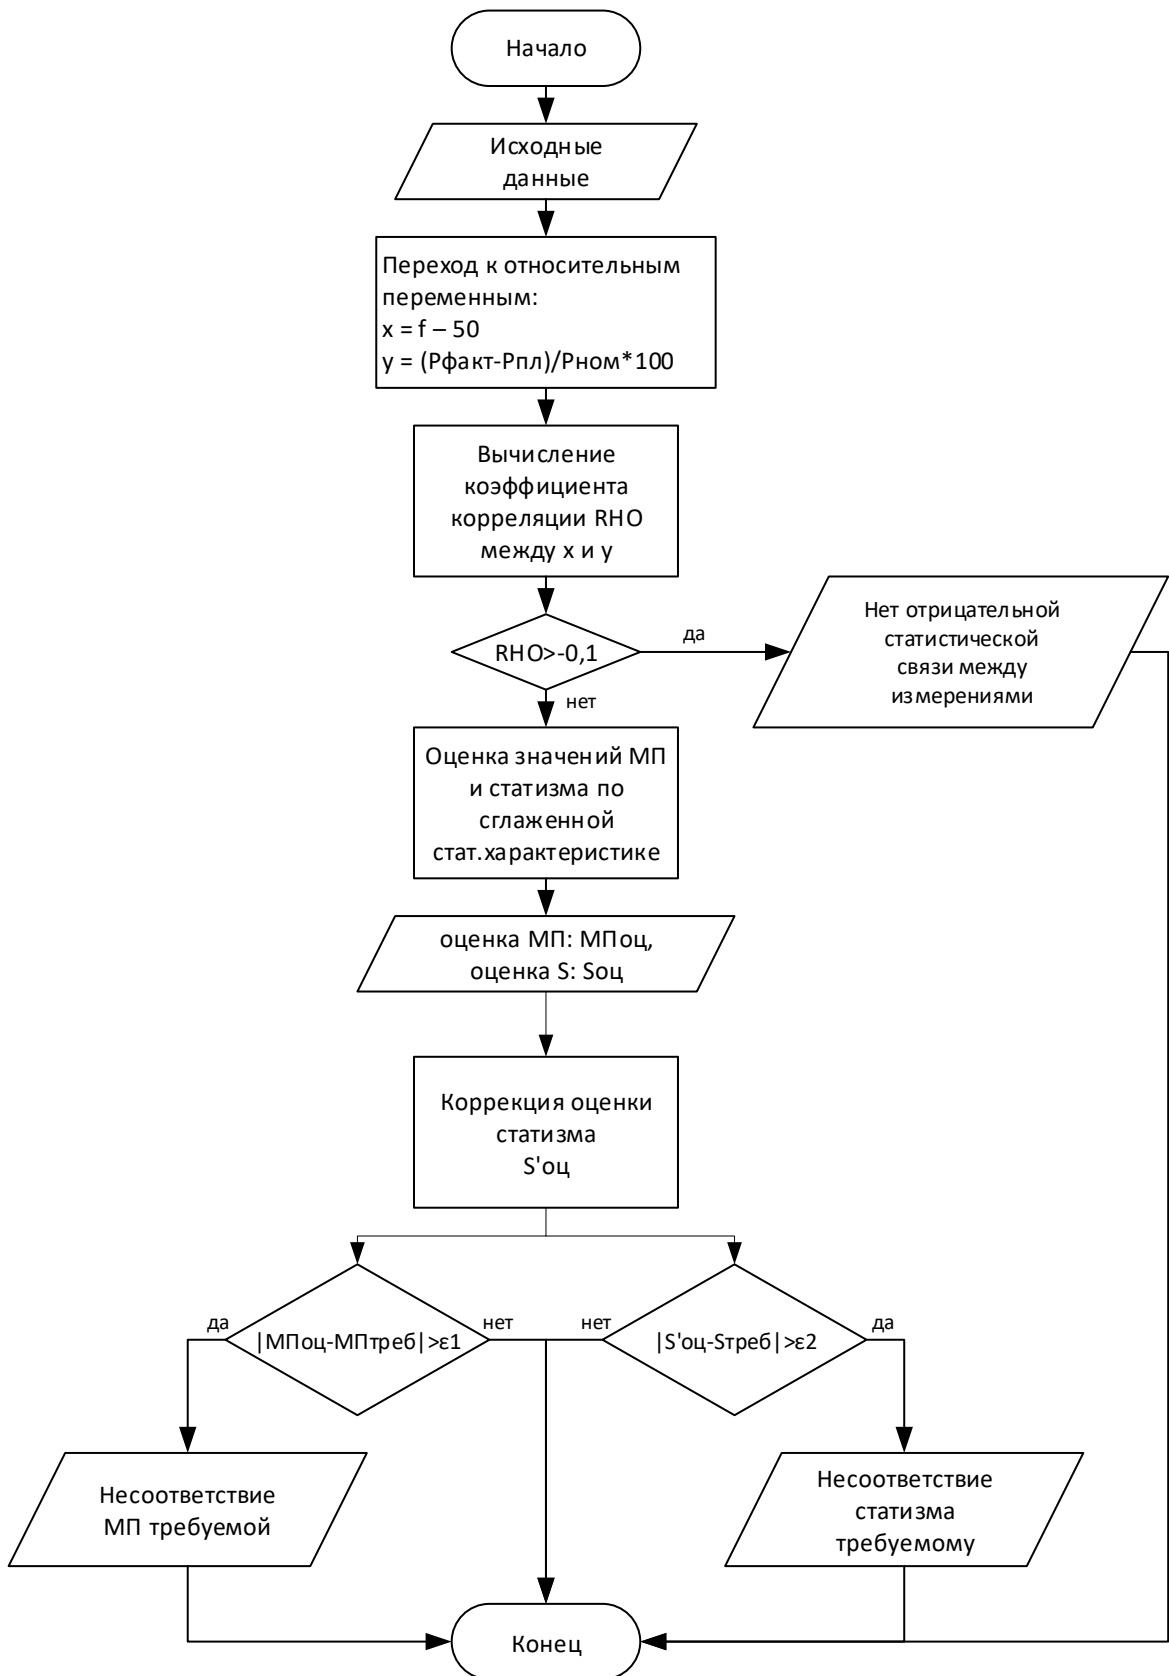 Начало
Исходные
данные
Переход к относительным
переменным:
x = f – 50
y = (Pфакт-Pпл)/Pном*100
Вычисление
коэффициента
корреляции RHO
между x и y
RHO>-0,1
да
Нет отрицательной
статистической
связи между
измерениями
нет
Оценка значений МП
и статизма по
сглаженной
стат.характеристике
оценка МП: МПоц,
оценка S: Sоц
Коррекция оценки
статизма
S'оц
да
|МПоц-МПтреб|>ε1
нет
нет
|S'оц-Sтреб|>ε2
да
Несоответствие
МП требуемой
Несоответствие
статизма
требуемому
Конец